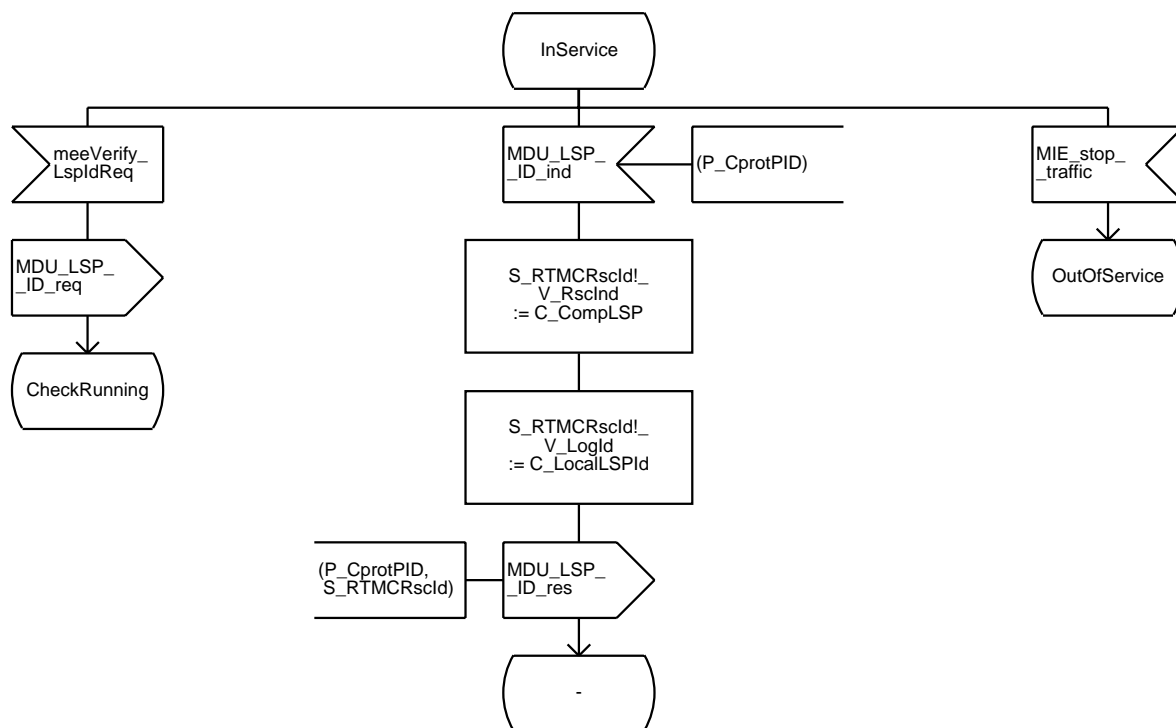 InService
meeVerify_
LspIdReq
MDU_LSP_
_ID_ind
(P_CprotPID)
MIE_stop_
_traffic
MDU_LSP_
_ID_req
S_RTMCRscId!_
V_RscInd
:= C_CompLSP
OutOfService
CheckRunning
S_RTMCRscId!_
V_LogId
:= C_LocalLSPId
(P_CprotPID,
S_RTMCRscId)
MDU_LSP_
_ID_res
-